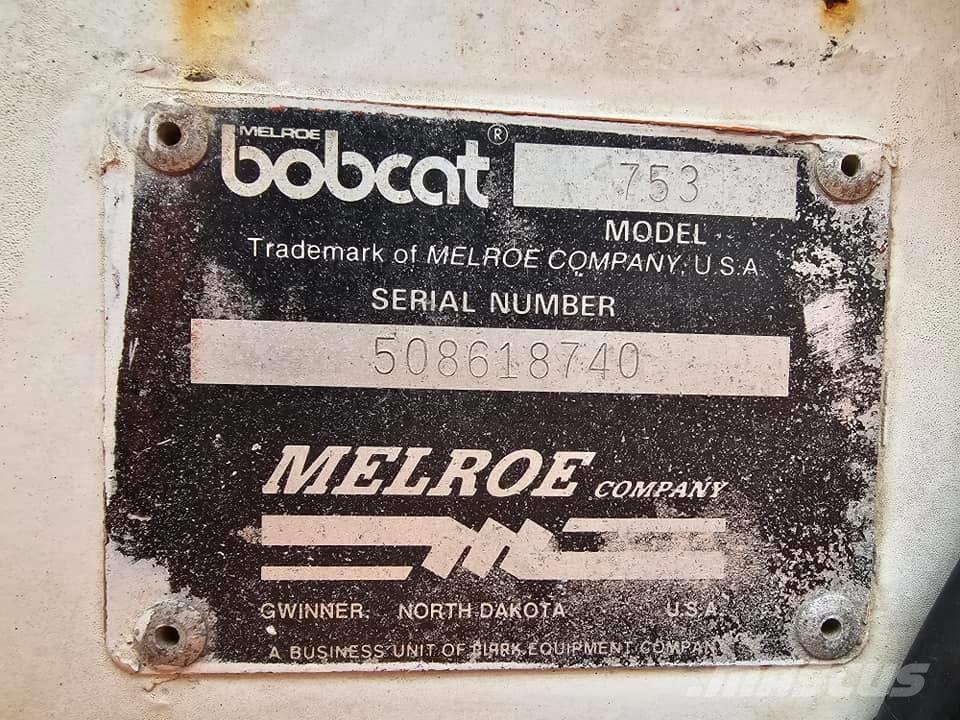 MELROE
bobcat® 753
MODEL
Trademark of MELROE COMPANY, U.S.A.
SERIAL NUMBER
508618740
MELROE COMPANY
GWINNER, NORTH DAKOTA U.S.A.
A BUSINESS UNIT OF CLARK EQUIPMENT COMPANY
MASCUS